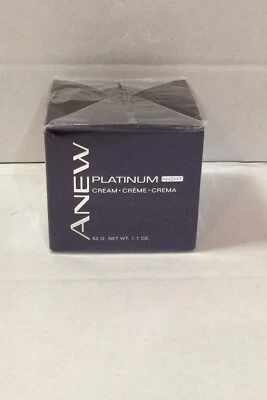 ANEW
PLATINUM NIGHT
CREAM • CRÈME • CREMA
50 G. NET WT. 1.7 OZ.